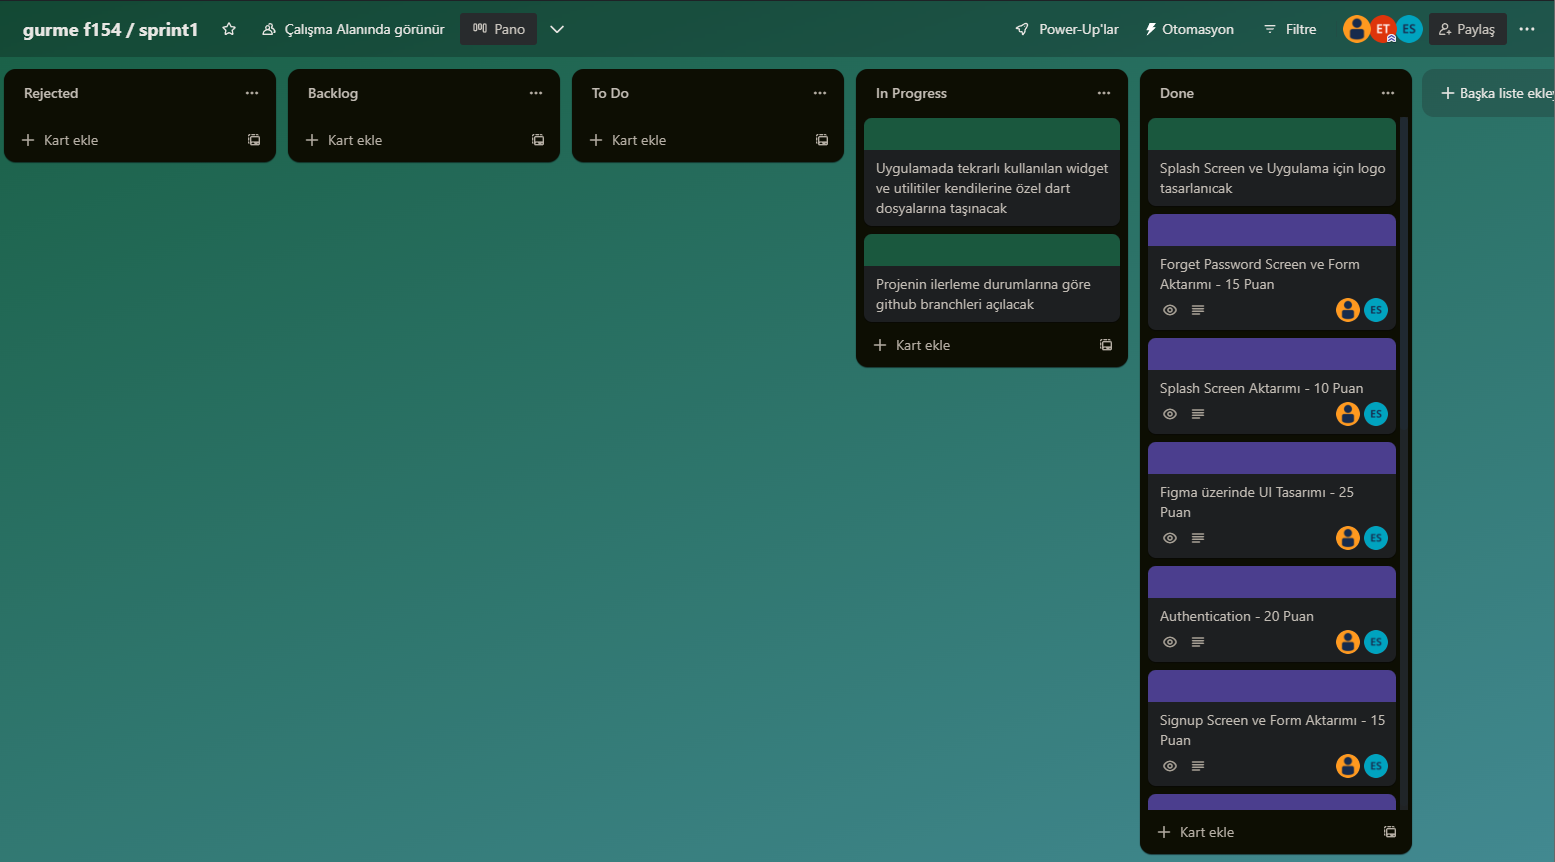 gurme f154 / sprint1
Çalışma Alanında görünür
Pano
Power-Up'lar
Otomasyon
Filtre
ET
ES
Paylaş
Rejected
Kart ekle
Backlog
Kart ekle
To Do
Kart ekle
In Progress
Uygulamada tekrarlı kullanılan widget
ve utilitiler kendilerine özel dart
dosyalarına taşınacak
Projenin ilerleme durumlarına göre
github branchleri açılacak
Kart ekle
Done
Splash Screen ve Uygulama için logo
tasarlanıcak
Forget Password Screen ve Form
Aktarımı - 15 Puan
ES
Splash Screen Aktarımı - 10 Puan
ES
Figma üzerinde UI Tasarımı - 25
Puan
ES
Authentication - 20 Puan
ES
Signup Screen ve Form Aktarımı - 15
Puan
ES
Kart ekle
Başka liste ekley